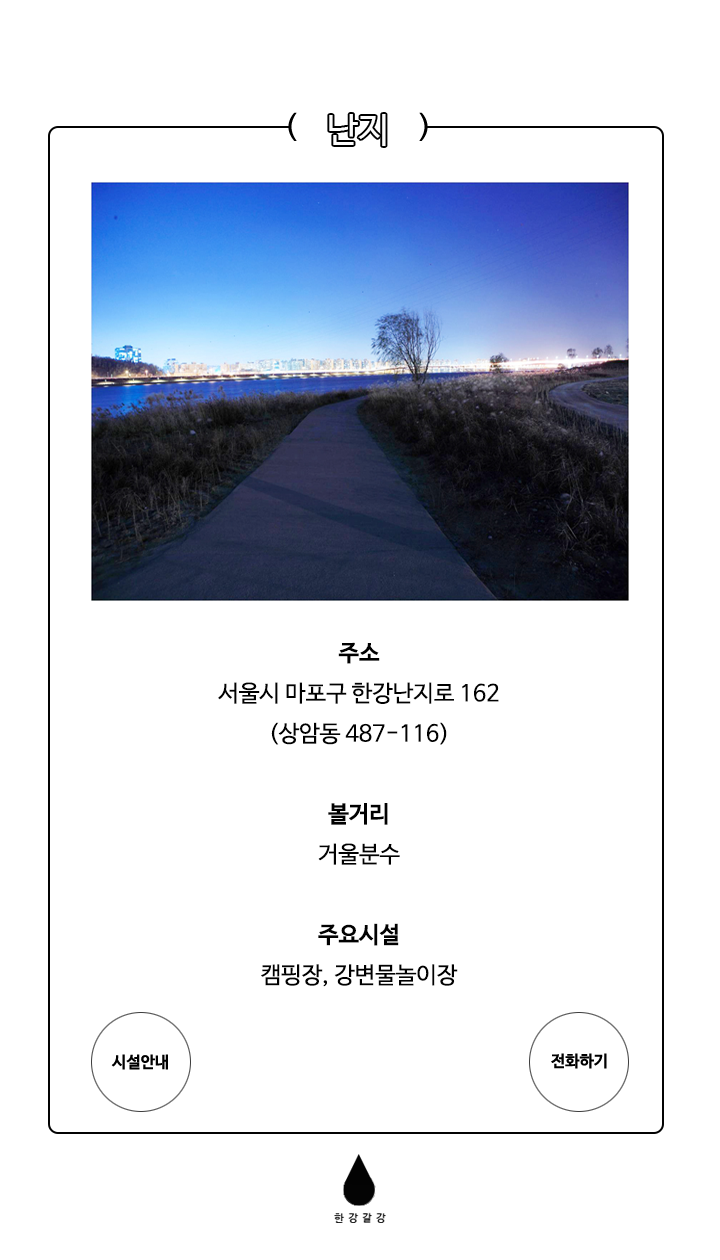 ( 난지 )
주소
서울시 마포구 한강난지로 162
(상암동 487-116)
볼거리
거울분수
주요시설
캠핑장, 강변물놀이장
시설안내
전화하기
한강갈강